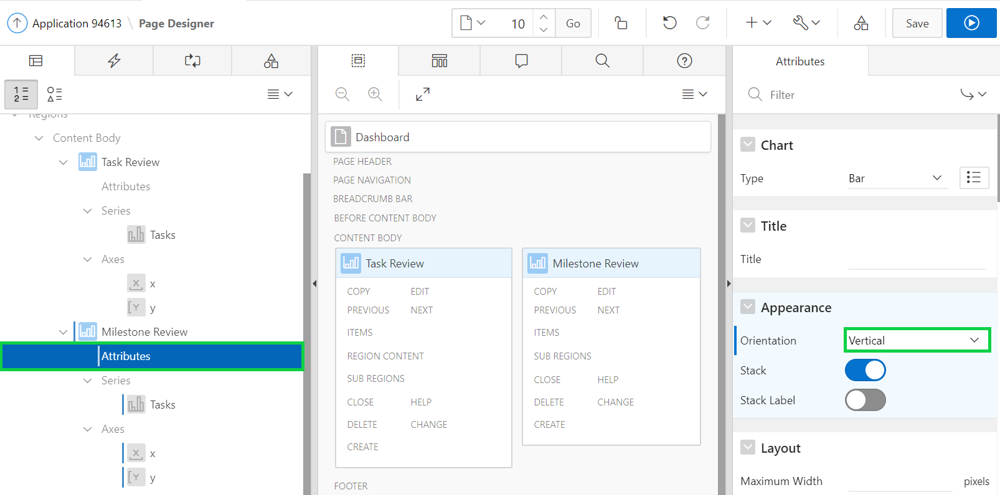 Application 94613 \ Page Designer
10
Go
Save
1 =
2 =
Regions
Content Body
Task Review
Attributes
Series
Tasks
Axes
x
y
Milestone Review
Attributes
Series
Tasks
Axes
x
y
Dashboard
PAGE HEADER
PAGE NAVIGATION
BREADCRUMB BAR
BEFORE CONTENT BODY
CONTENT BODY
Task Review
COPY EDIT
PREVIOUS NEXT
ITEMS
REGION CONTENT
SUB REGIONS
CLOSE HELP
DELETE CHANGE
CREATE
Milestone Review
COPY EDIT
PREVIOUS NEXT
ITEMS
SUB REGIONS
CLOSE HELP
DELETE CHANGE
CREATE
FOOTER
Attributes
Filter
Chart
Type Bar
Title
Title
Appearance
Orientation Vertical
Stack
Stack Label
Layout
Maximum Width pixels